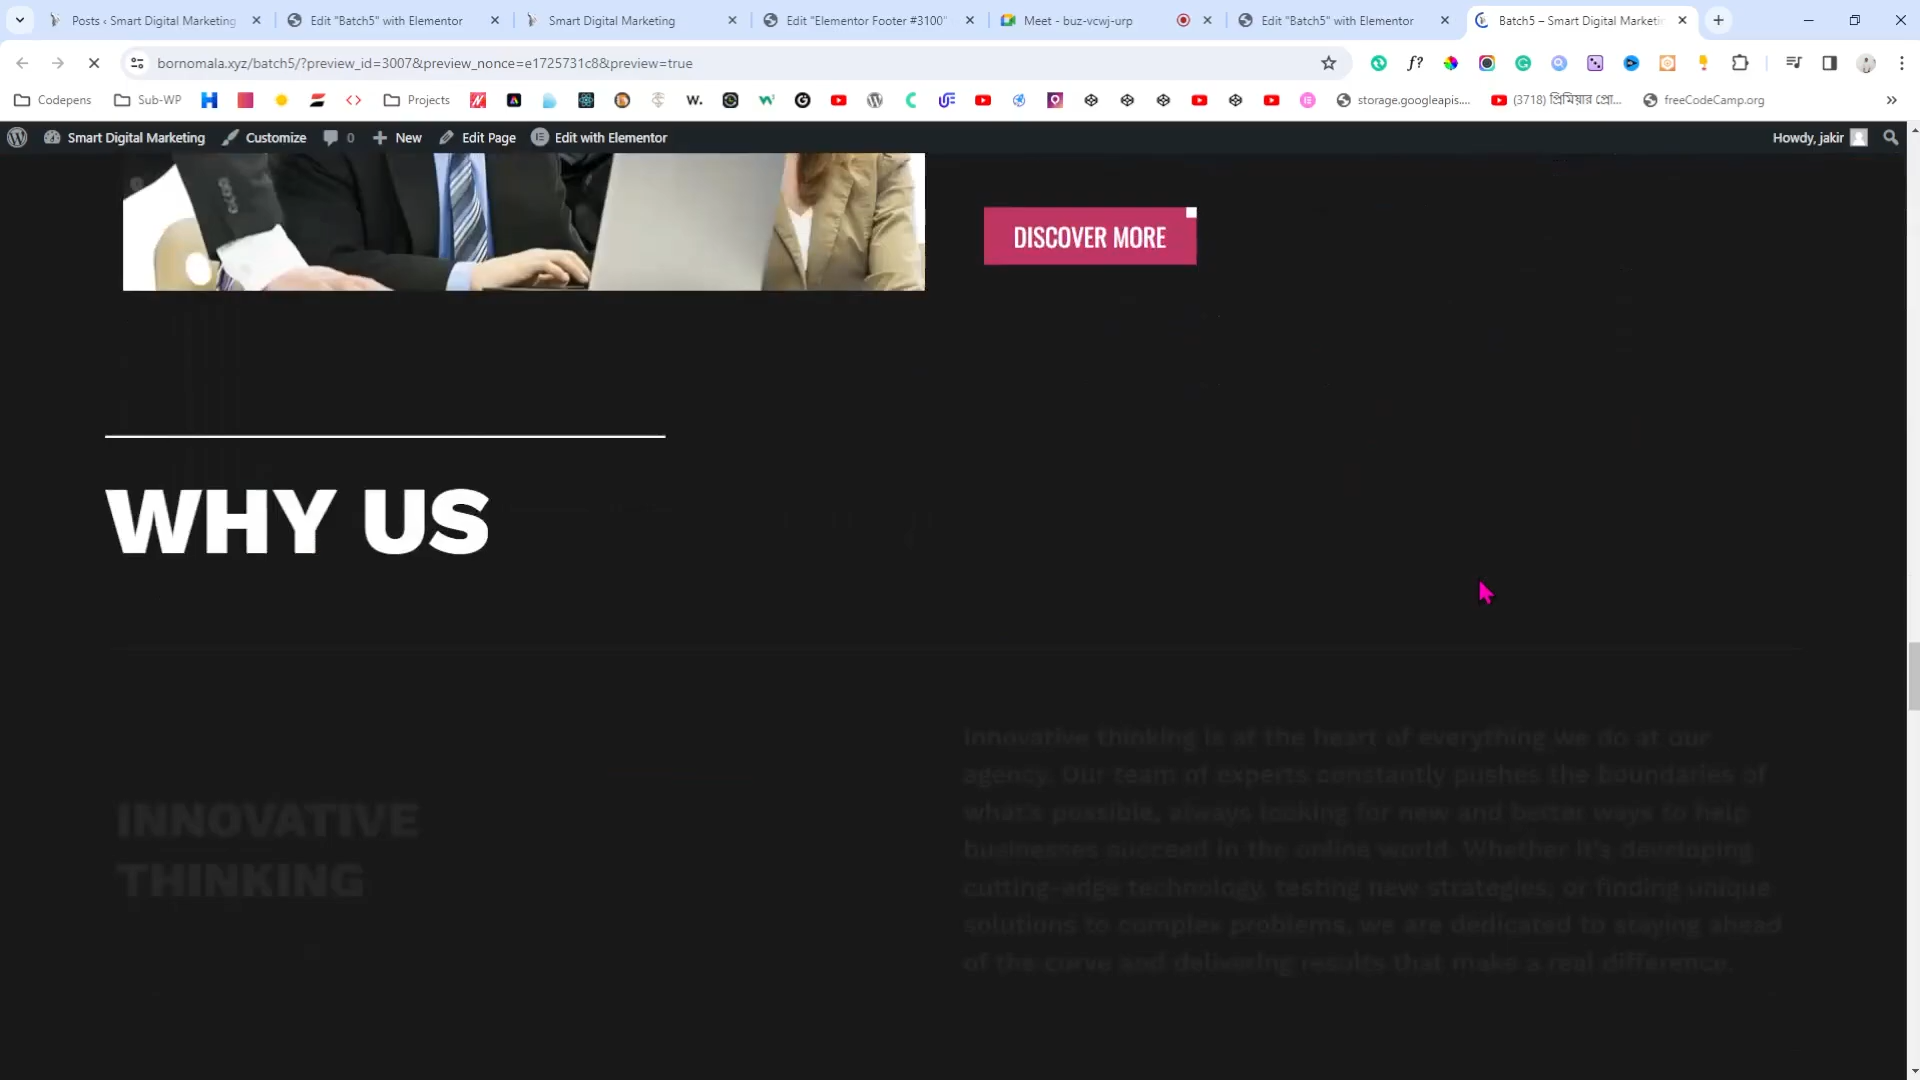 Posts ‹ Smart Digital Marketing
Edit "Batch5" with Elementor
Smart Digital Marketing
Edit "Elementor Footer #3100"
Meet - buz-vcwj-urp
Edit "Batch5" with Elementor
Batch5 – Smart Digital Marketin
bornomala.xyz/batch5/?preview_id=3007&preview_nonce=e1725731c8&preview=true
Codepens
Sub-WP
Projects
storage.googleapis....
(3718) প্রিমিয়ার প্রো...
freeCodeCamp.org
Smart Digital Marketing
Customize
0
New
Edit Page
Edit with Elementor
Howdy, jakir
DISCOVER MORE
WHY US
INNOVATIVE
THINKING
Innovative thinking is at the heart of everything we do at our
agency. Our team of experts constantly pushes the boundaries of
what's possible, always looking for new and better ways to help
businesses succeed in the online world. Whether it's developing
cutting-edge technology, testing new strategies, or finding unique
solutions to complex problems, we are dedicated to staying ahead
of the curve and delivering results that make a real difference.